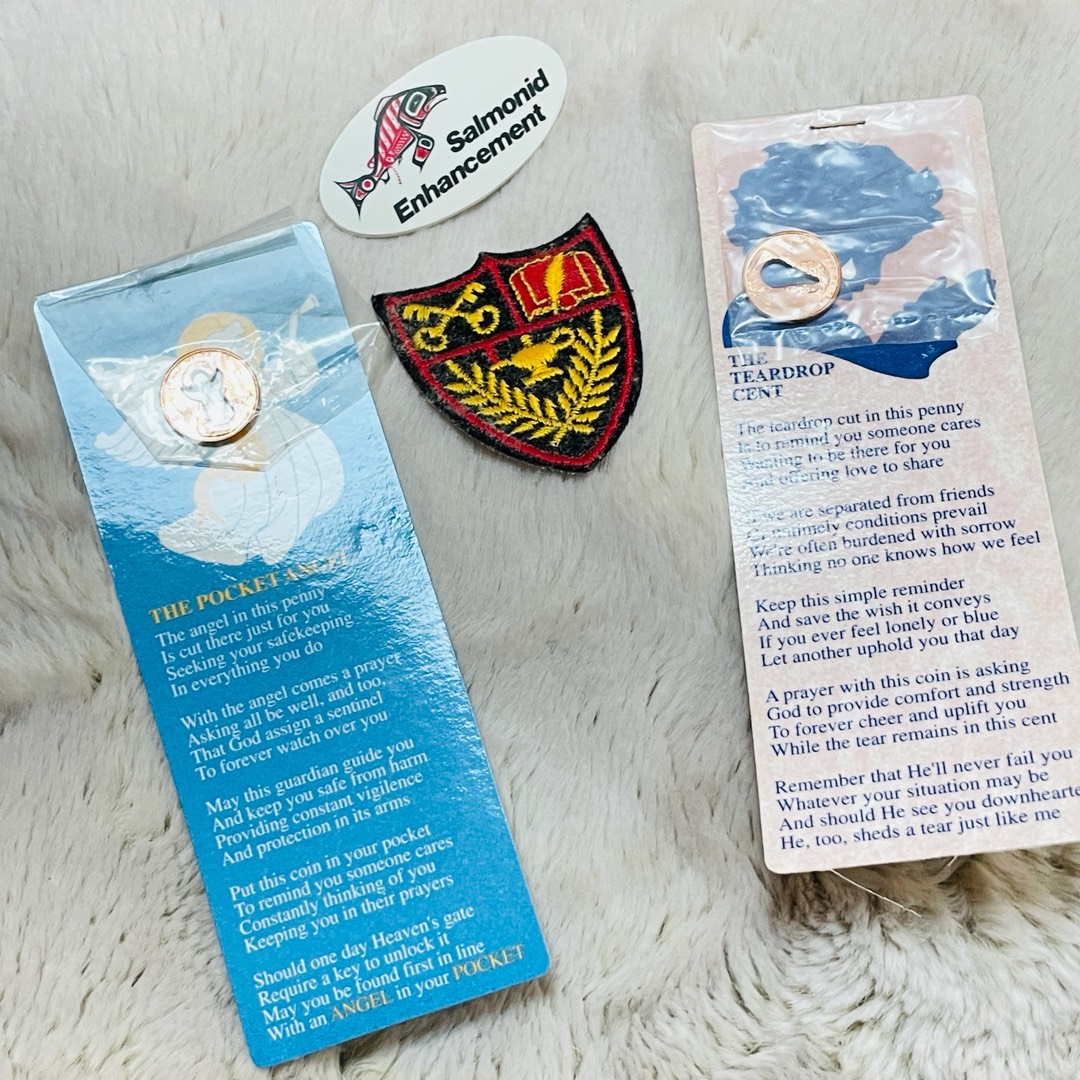 Salmonid
Enhancement
THE POCKET ANGEL
The angel in this penny
Is cut there just for you
Seeking your safekeeping
In everything you do
With the angel comes a prayer
Asking all be well, and too,
That God assign a sentinel
To forever watch over you
May this guardian guide you
And keep you safe from harm
Providing constant vigilence
And protection in its arms
Put this coin in your pocket
To remind you someone cares
Constantly thinking of you
Keeping you in their prayers
Should one day Heaven's gate
Require a key to unlock it
May you be found first in line
With an ANGEL in your POCKET
THE
TEARDROP
CENT
The teardrop cut in this penny
Is to remind you someone cares
to be there for you
And offering love to share
we are separated from friends
conditions prevail
We're often burdened with sorrow
Thinking no one knows how we feel
Keep this simple reminder
And save the wish it conveys
If you ever feel lonely or blue
Let another uphold you that day
A prayer with this coin is asking
God to provide comfort and strength
To forever cheer and uplift you
While the tear remains in this cent
Remember that He'll never fail you
Whatever your situation may be
And should He see you downhearte
He, too, sheds a tear just like me